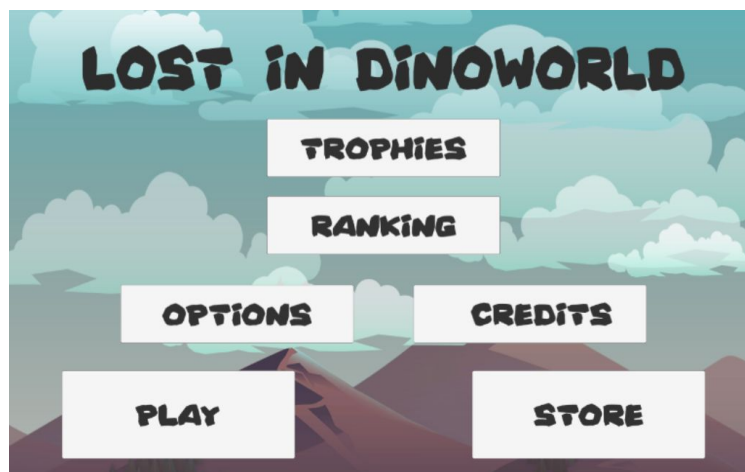 LOST IN DINOWORLD
TROPHIES
RANKING
OPTIONS
CREDITS
PLAY
STORE